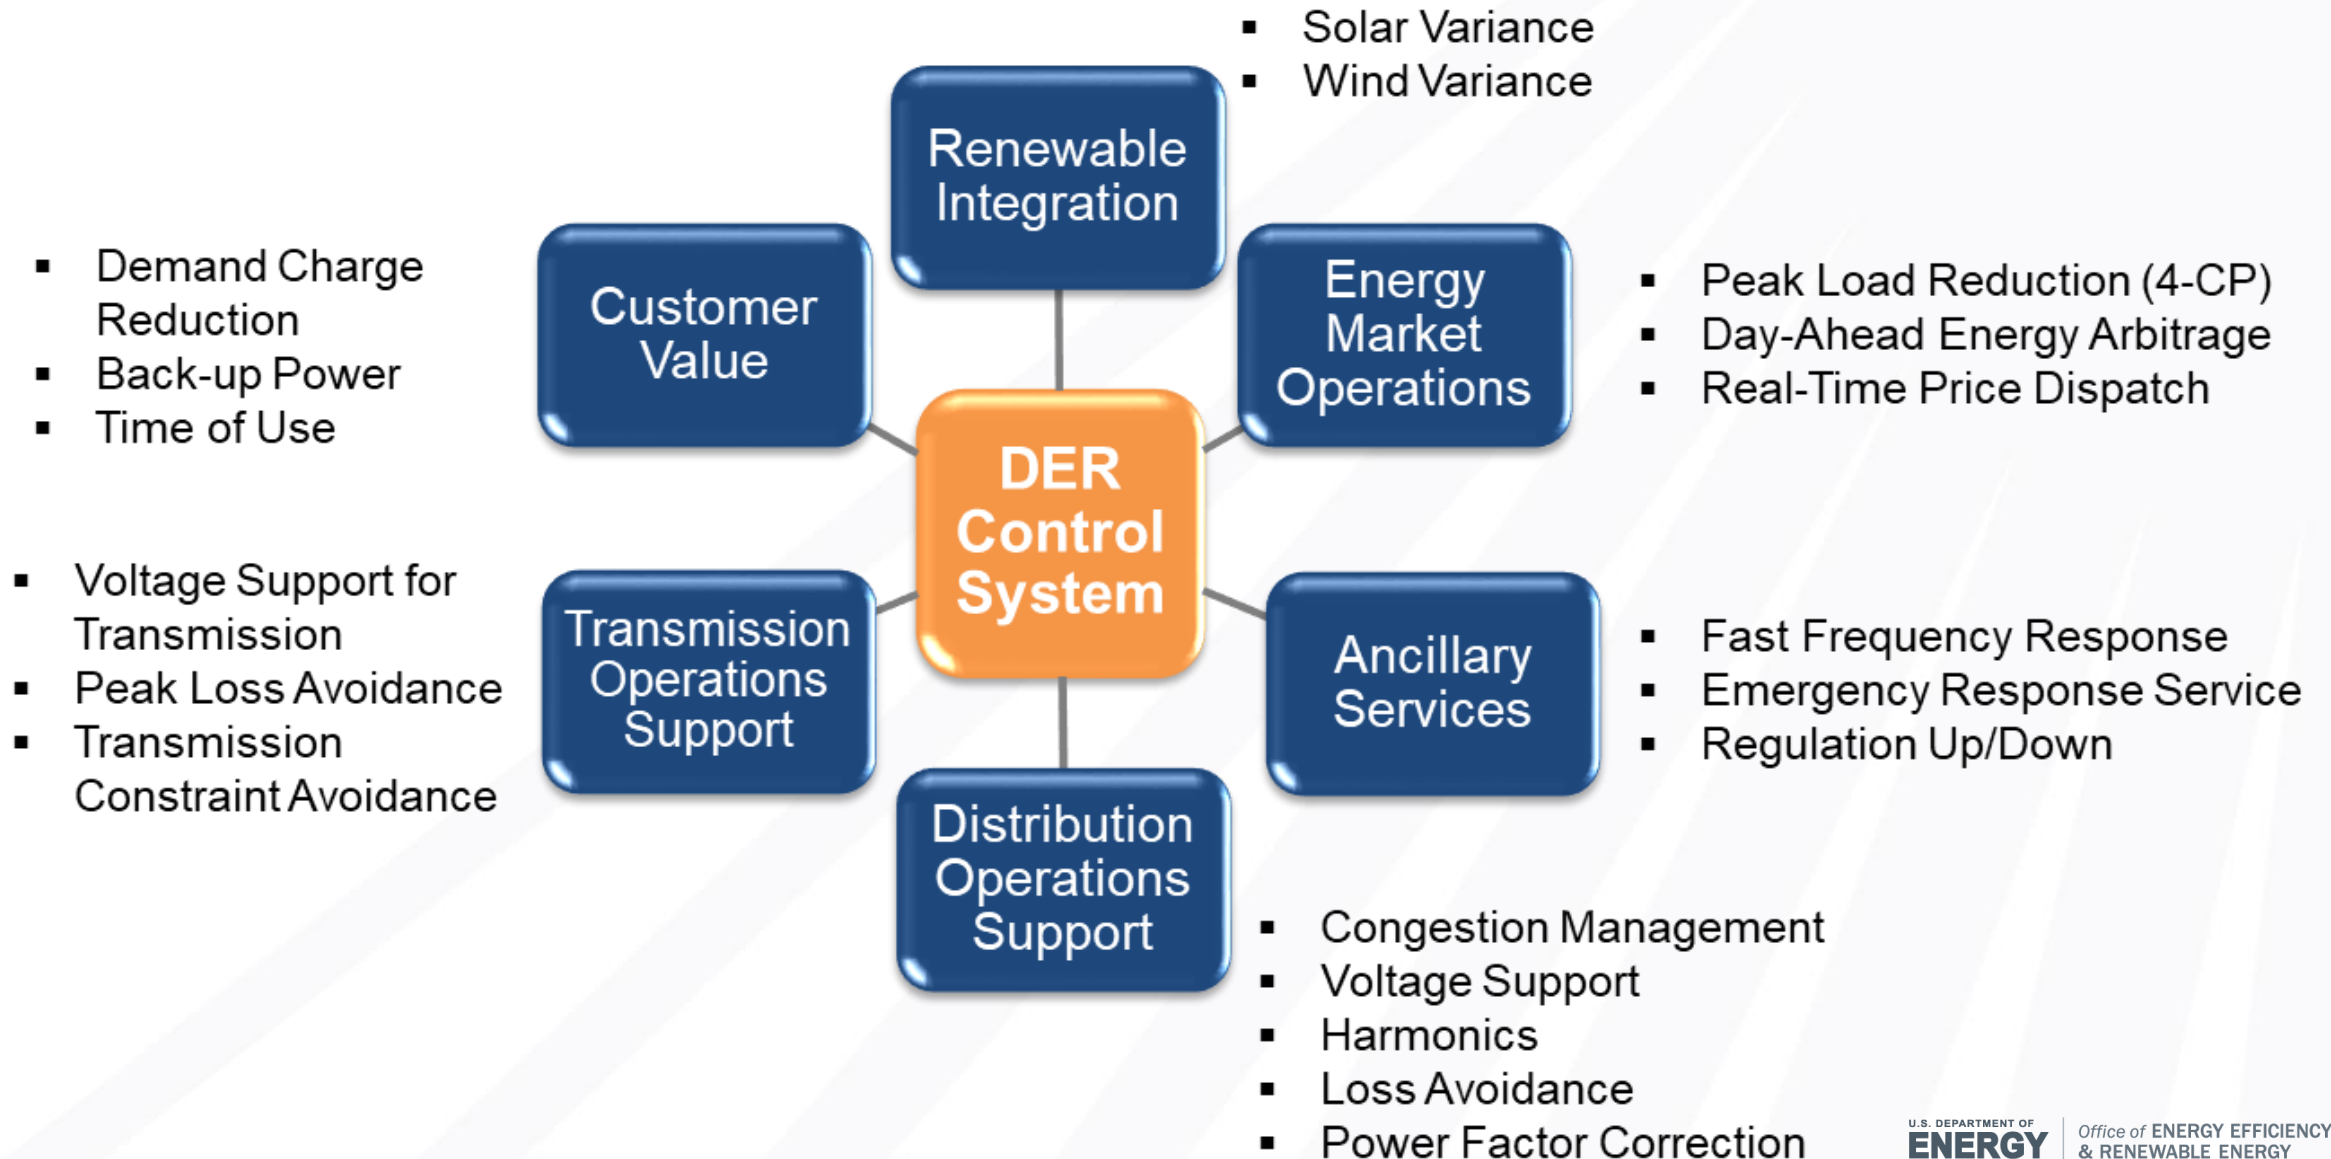 Solar Variance
Wind Variance
Renewable
Integration
Demand Charge
Reduction
Back-up Power
Time of Use
Customer
Value
Energy
Market
Operations
Peak Load Reduction (4-CP)
Day-Ahead Energy Arbitrage
Real-Time Price Dispatch
DER
Control
System
Voltage Support for
Transmission
Peak Loss Avoidance
Transmission
Constraint Avoidance
Transmission
Operations
Support
Ancillary
Services
Fast Frequency Response
Emergency Response Service
Regulation Up/Down
Distribution
Operations
Support
Congestion Management
Voltage Support
Harmonics
Loss Avoidance
Power Factor Correction
U.S. DEPARTMENT OF
ENERGY
Office of ENERGY EFFICIENCY
& RENEWABLE ENERGY